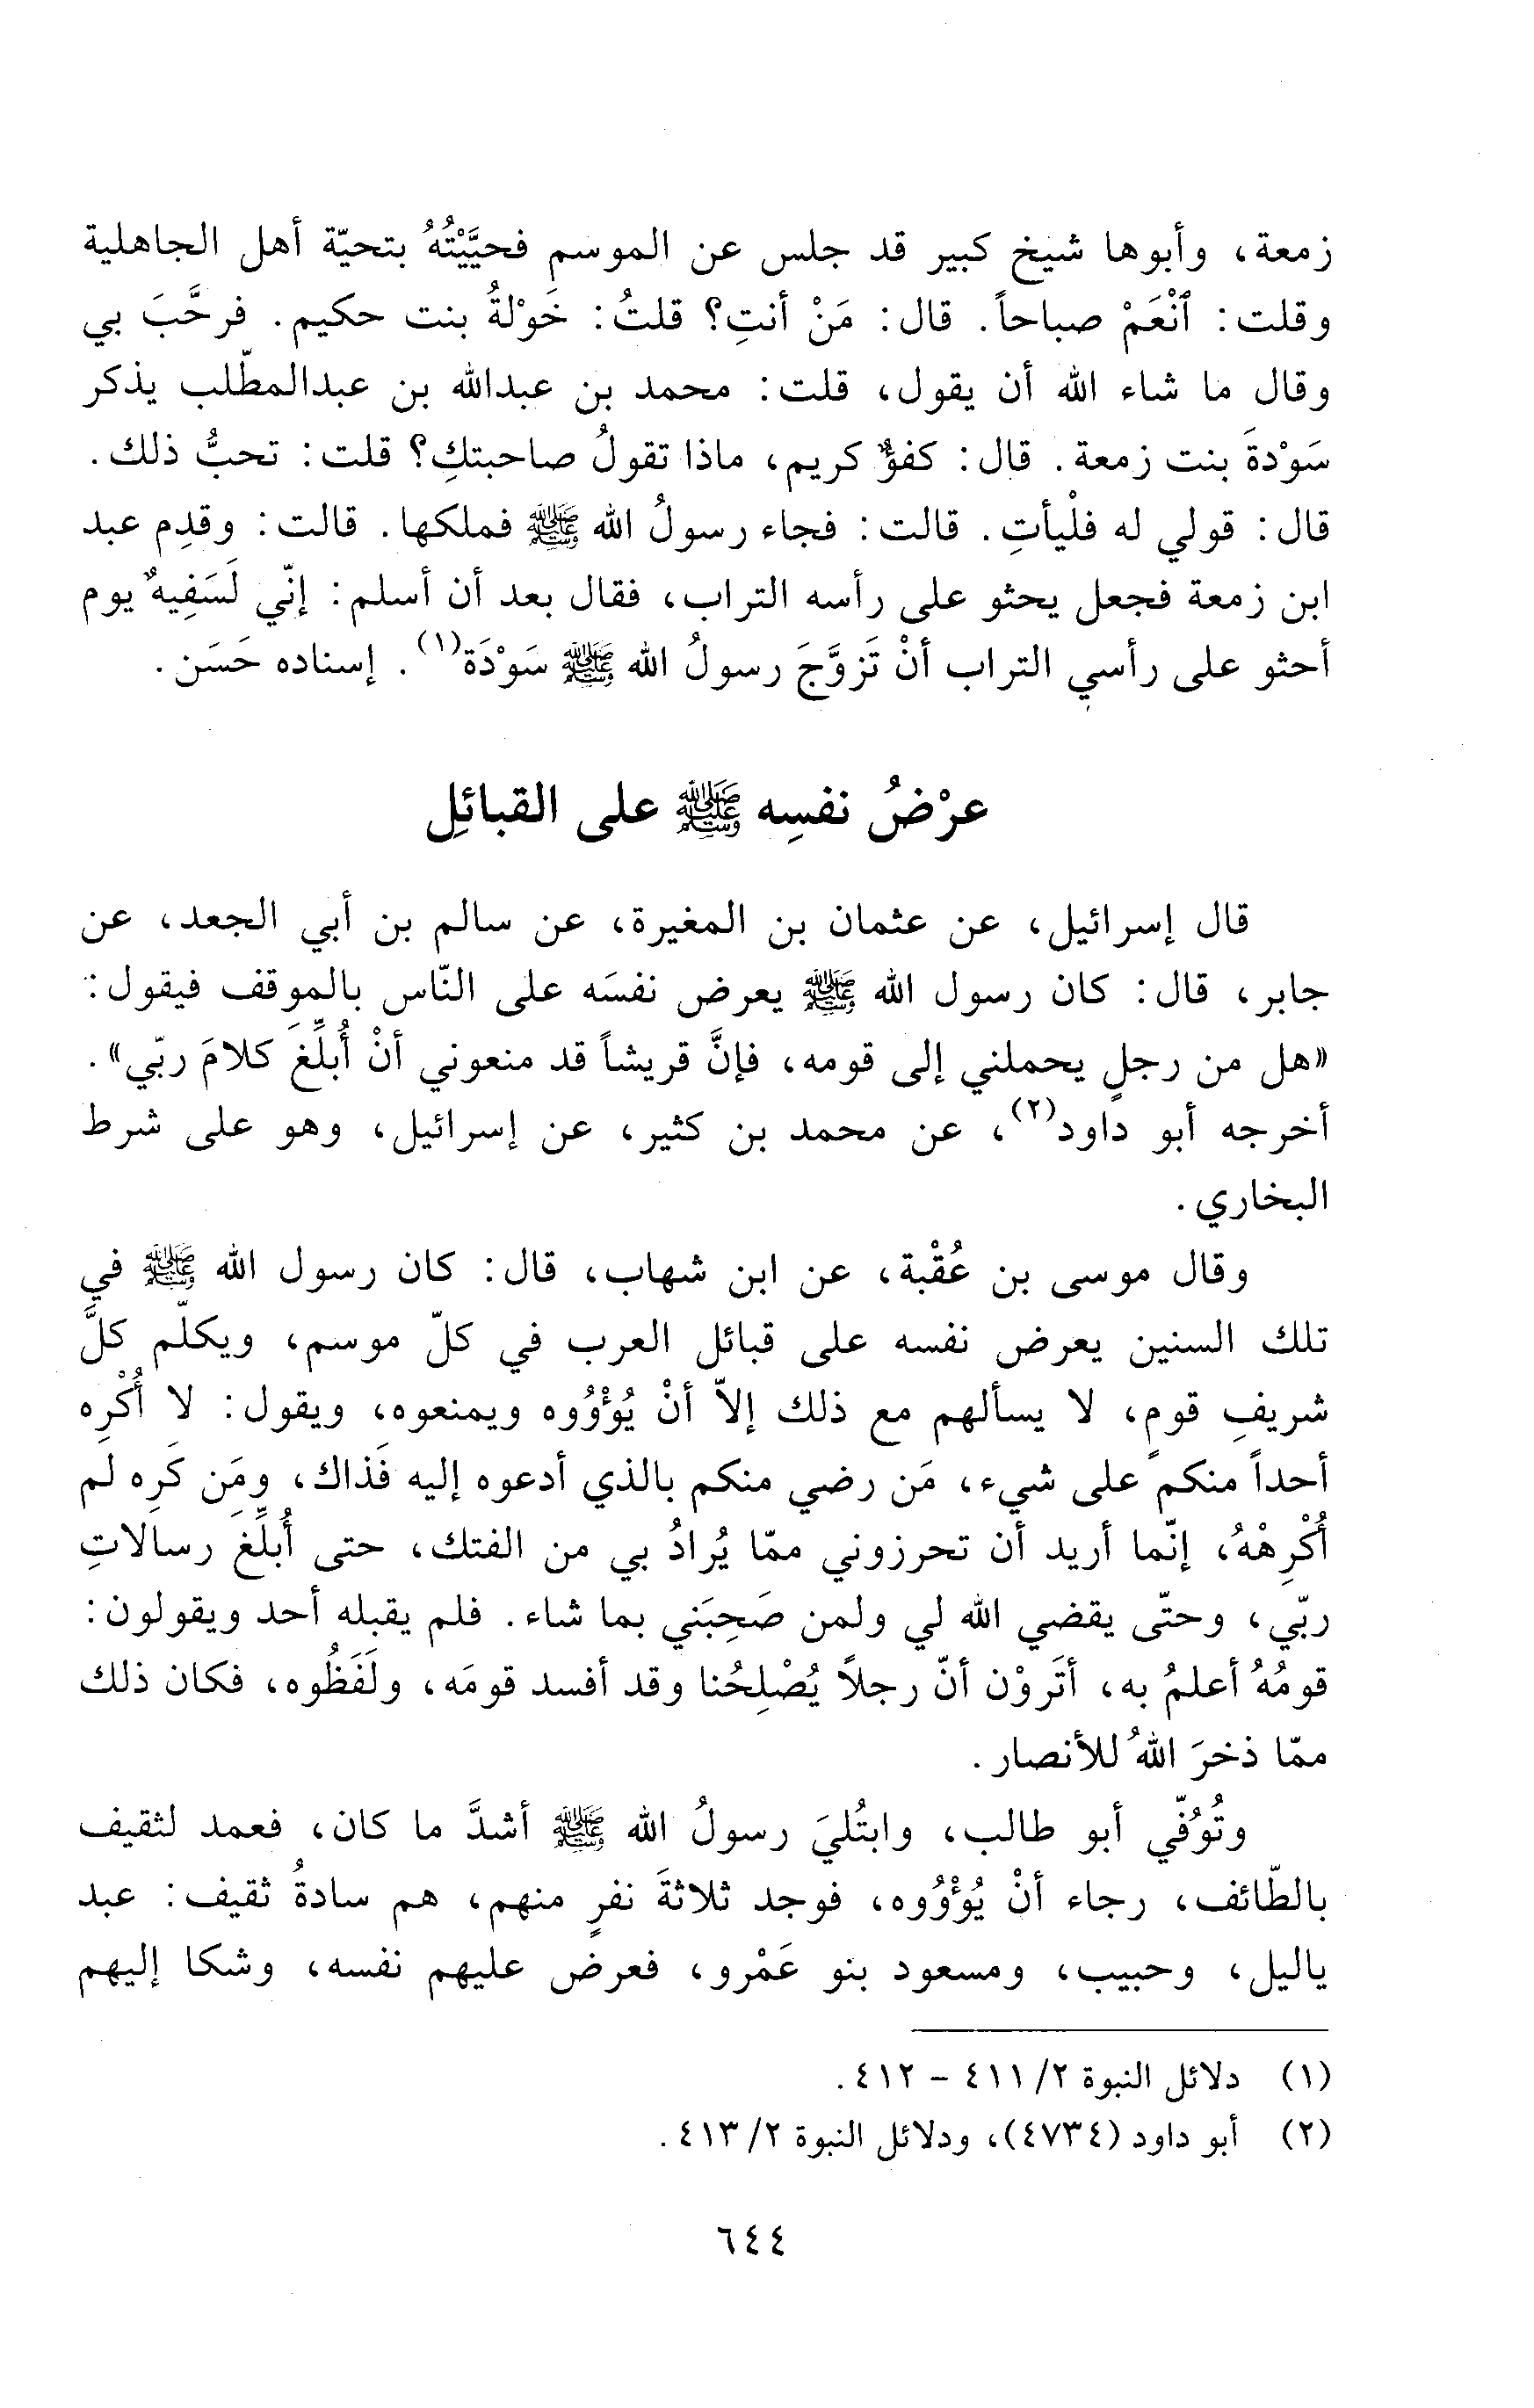 زمعة، وأبوها شيخ كبير قد جلس عن الموسم فحيَّيْتُهُ بتحيّة أهل الجاهلية
وقلت: ٱنْعَمْ صباحاً. قال: مَنْ أنتِ؟ قلتُ: خَوْلةُ بنت حكيم. فرحَّبَ بي
وقال ما شاء الله أن يقول، قلت: محمد بن عبدالله بن عبدالمطّلب يذكر
سَوْدةَ بنت زمعة. قال: كفؤٌ كريم، ماذا تقولُ صاحبتكِ؟ قلت: تحبُّ ذلك.
قال: قولي له فلْيأتِ. قالت: فجاء رسولُ الله ﷺ فملكها. قالت: وقدِم عبد
ابن زمعة فجعل يحثو على رأسه التراب، فقال بعد أن أسلم: إنّي لَسَفِيهٌ يوم
أحثو على رأسي التراب أنْ تَزوَّجَ رسولُ الله ﷺ سَوْدَة(١). إسناده حَسَن.
عرْضُ نفسِه ﷺ على القبائلِ
قال إسرائيل، عن عثمان بن المغيرة، عن سالم بن أبي الجعد، عن
جابر، قال: كان رسول الله ﷺ يعرض نفسَه على النّاس بالموقف فيقول:
«هل من رجلٍ يحملني إلى قومه، فإنَّ قريشاً قد منعوني أنْ أُبلِّغَ كلامَ ربّي».
أخرجه أبو داود(٢)، عن محمد بن كثير، عن إسرائيل، وهو على شرط
البخاري.
وقال موسى بن عُقْبة، عن ابن شهاب، قال: كان رسول الله ﷺ في
تلك السنين يعرض نفسه على قبائل العرب في كلّ موسم، ويكلّم كلَّ
شريفِ قومٍ، لا يسألهم مع ذلك إلاّ أنْ يُؤْوُوه ويمنعوه، ويقول: لا أُكْرِه
أحداً منكم على شيء، مَن رضي منكم بالذي أدعوه إليه فَذاك، ومَن كَرِه لم
أُكْرِهْهُ، إنّما أريد أن تحرزوني ممّا يُرادُ بي من الفتك، حتى أُبلِّغَ رسالاتِ
ربّي، وحتّى يقضي الله لي ولمن صَحِبَني بما شاء. فلم يقبله أحد ويقولون:
قومُهُ أعلمُ به، أتَروْن أنّ رجلاً يُصْلِحُنا وقد أفسد قومَه، ولَفَظُوه، فكان ذلك
ممّا ذخرَ اللهُ للأنصار.
وتُوُفّي أبو طالب، وابتُليَ رسولُ الله ﷺ أشدَّ ما كان، فعمد لثقيف
بالطّائف، رجاء أنْ يُؤْوُوه، فوجد ثلاثةَ نفرٍ منهم، هم سادةُ ثقيف: عبد
ياليل، وحبيب، ومسعود بنو عَمْرو، فعرض عليهم نفسه، وشكا إليهم
(١) دلائل النبوة ٢/ ٤١١ – ٤١٢.
(٢) أبو داود (٤٧٣٤)، ودلائل النبوة ٢/ ٤١٣.
٦٤٤